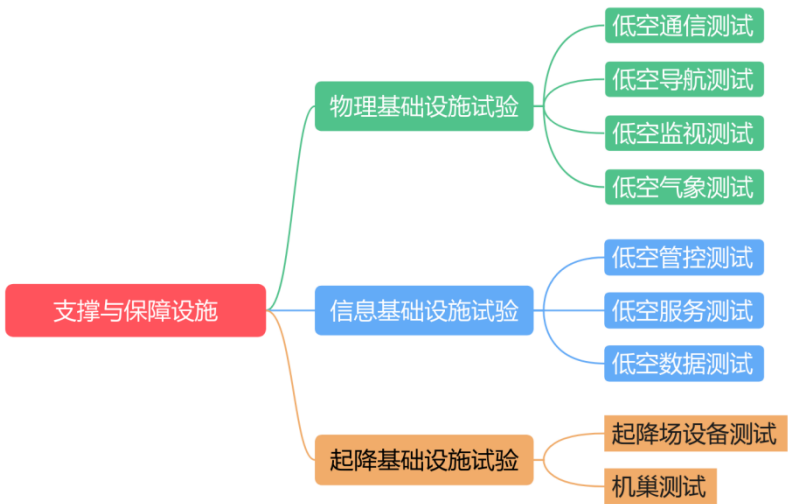 支撑与保障设施
物理基础设施试验
低空通信测试
低空导航测试
低空监视测试
低空气象测试
信息基础设施试验
低空管控测试
低空服务测试
低空数据测试
起降基础设施试验
起降场设备测试
机巢测试